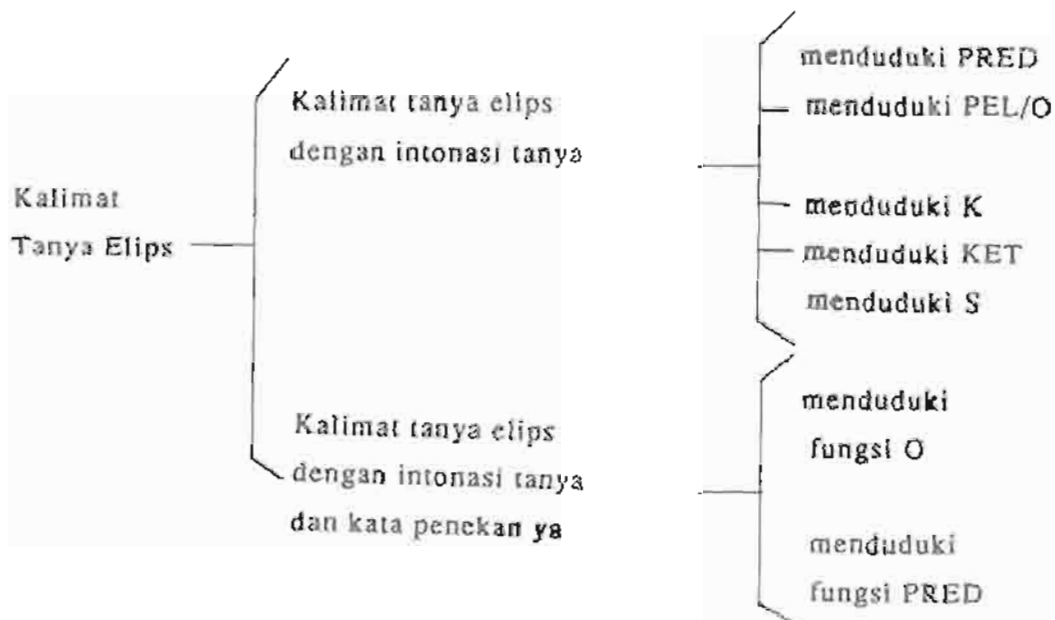 Kalimat
Tanya Elips
Kalimat tanya elips
dengan intonasi tanya
menduduki PRED
menduduki PEL/O
menduduki K
menduduki KET
menduduki S
Kalimat tanya elips
dengan intonasi tanya
dan kata penekan ya
menduduki
fungsi O
menduduki
fungsi PRED